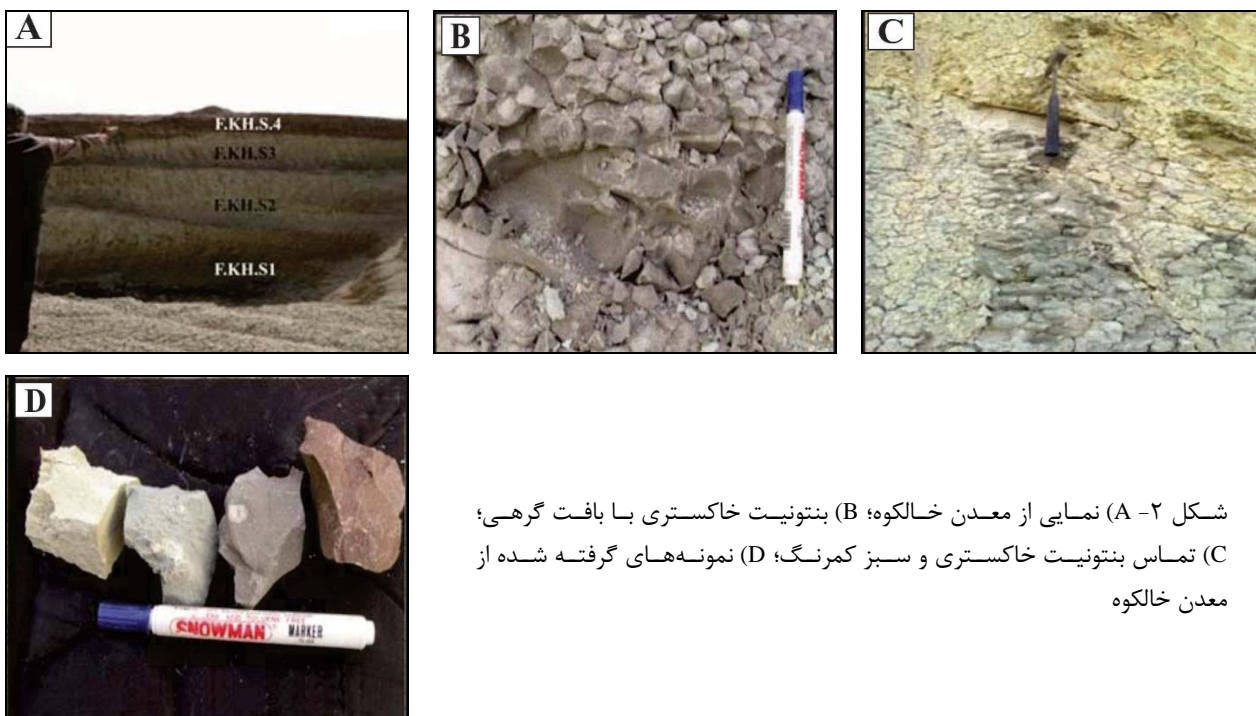 A
F.KH.S.4
F.KH.S3
F.KH.S2
F.KH.S1
B
SNOWMAN
C
D
SNOWMAN MARKER
شکل ۲- A) نمایی از معدن خالکوه؛ B) بنتونیت خاکستری با بافت گرهی؛
C) تماس بنتونیت خاکستری و سبز کمرنگ؛ D) نمونه‌های گرفته شده از
معدن خالکوه